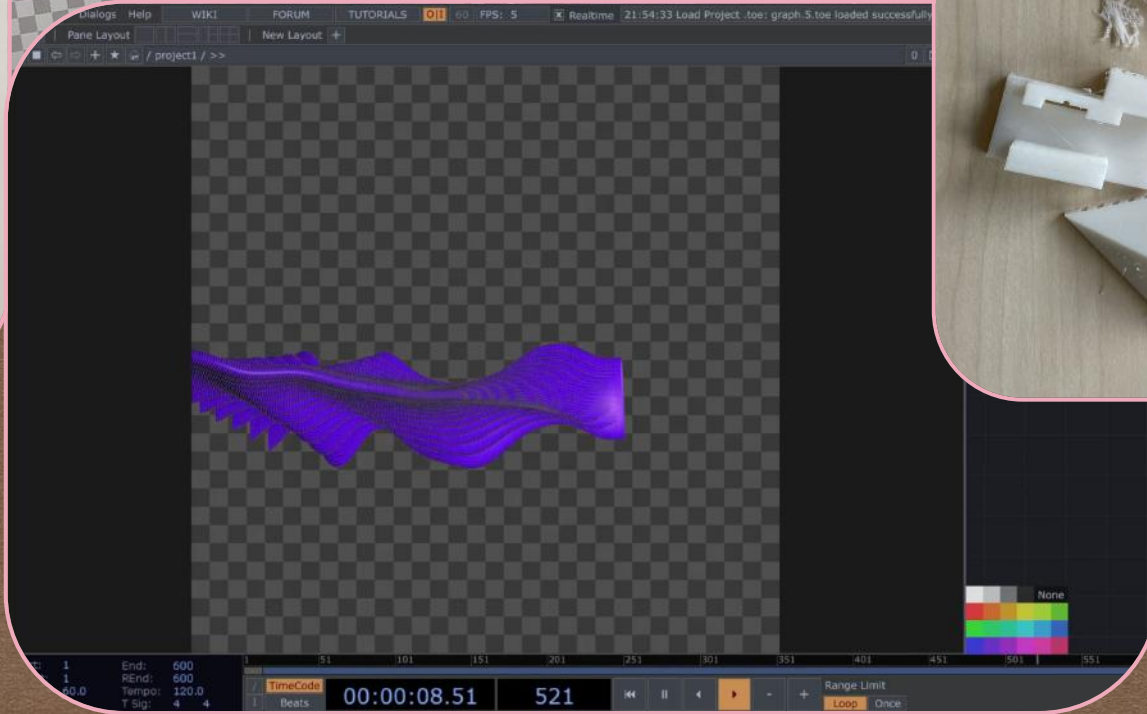 Dialogs Help WIKI FORUM TUTORIALS O|I 60 FPS: 5 X Realtime 21:54:33 Load Project .toe: graph.5.toe loaded successfully
Pane Layout New Layout +
/ project1 / >> 0
None
1 51 101 151 201 251 301 351 401 451 501 551
1 End: 600
1 REnd: 600
60.0 Tempo: 120.0
T Sig: 4 4
TimeCode
Beats
00:00:08.51 521
- +
Range Limit
Loop Once